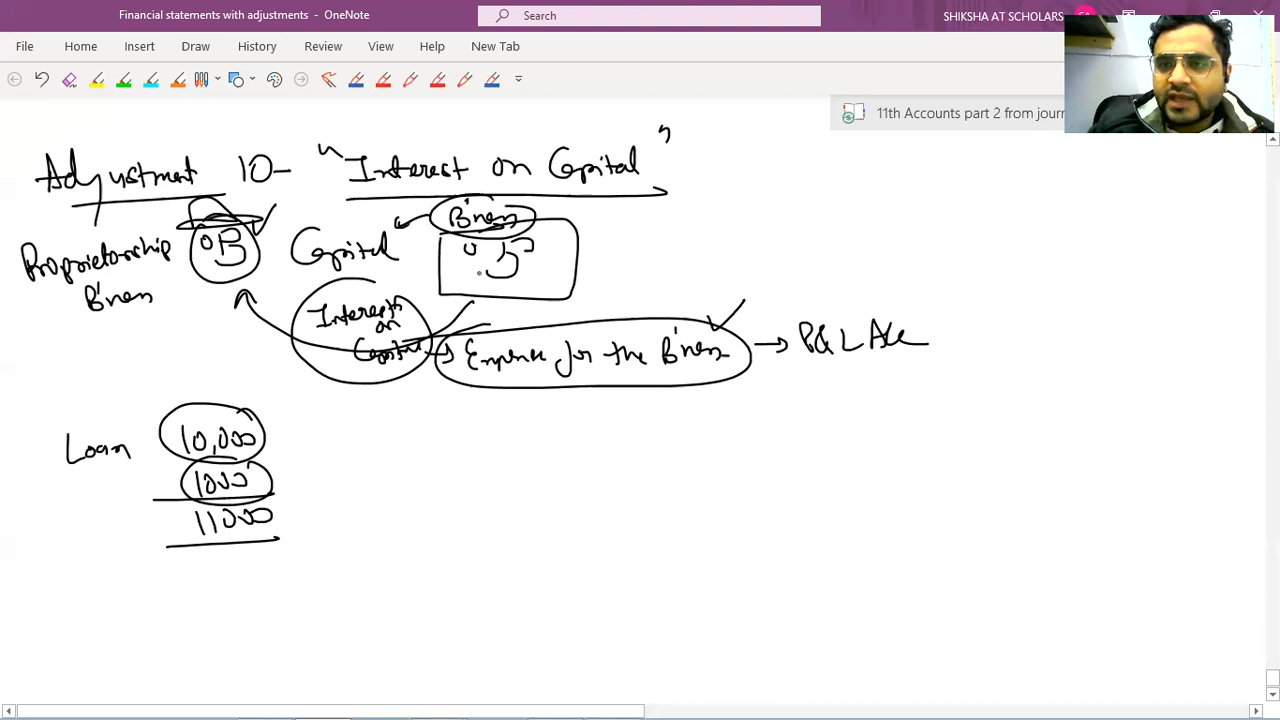 Financial statements with adjustments - OneNote
Search
SHIKSHA AT SCHOLARS
File Home Insert Draw History Review View Help New Tab
11th Accounts part 2 from jour
Adjustment 10- "Interest on Capital"
Proprietorship B'ness
Capital
B'ness
Interest on Capital → Expense for the B'ness → P&L A/c
Loan 10,000
1000
11000